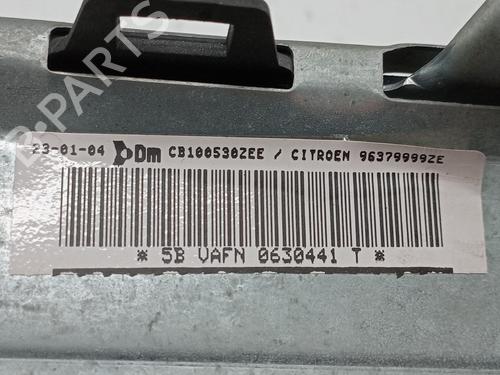 23-01-04 Dm CB100530ZEE / CITROEN 96379999ZE
* 5B VAFN 0630441 T *
B-PARTS